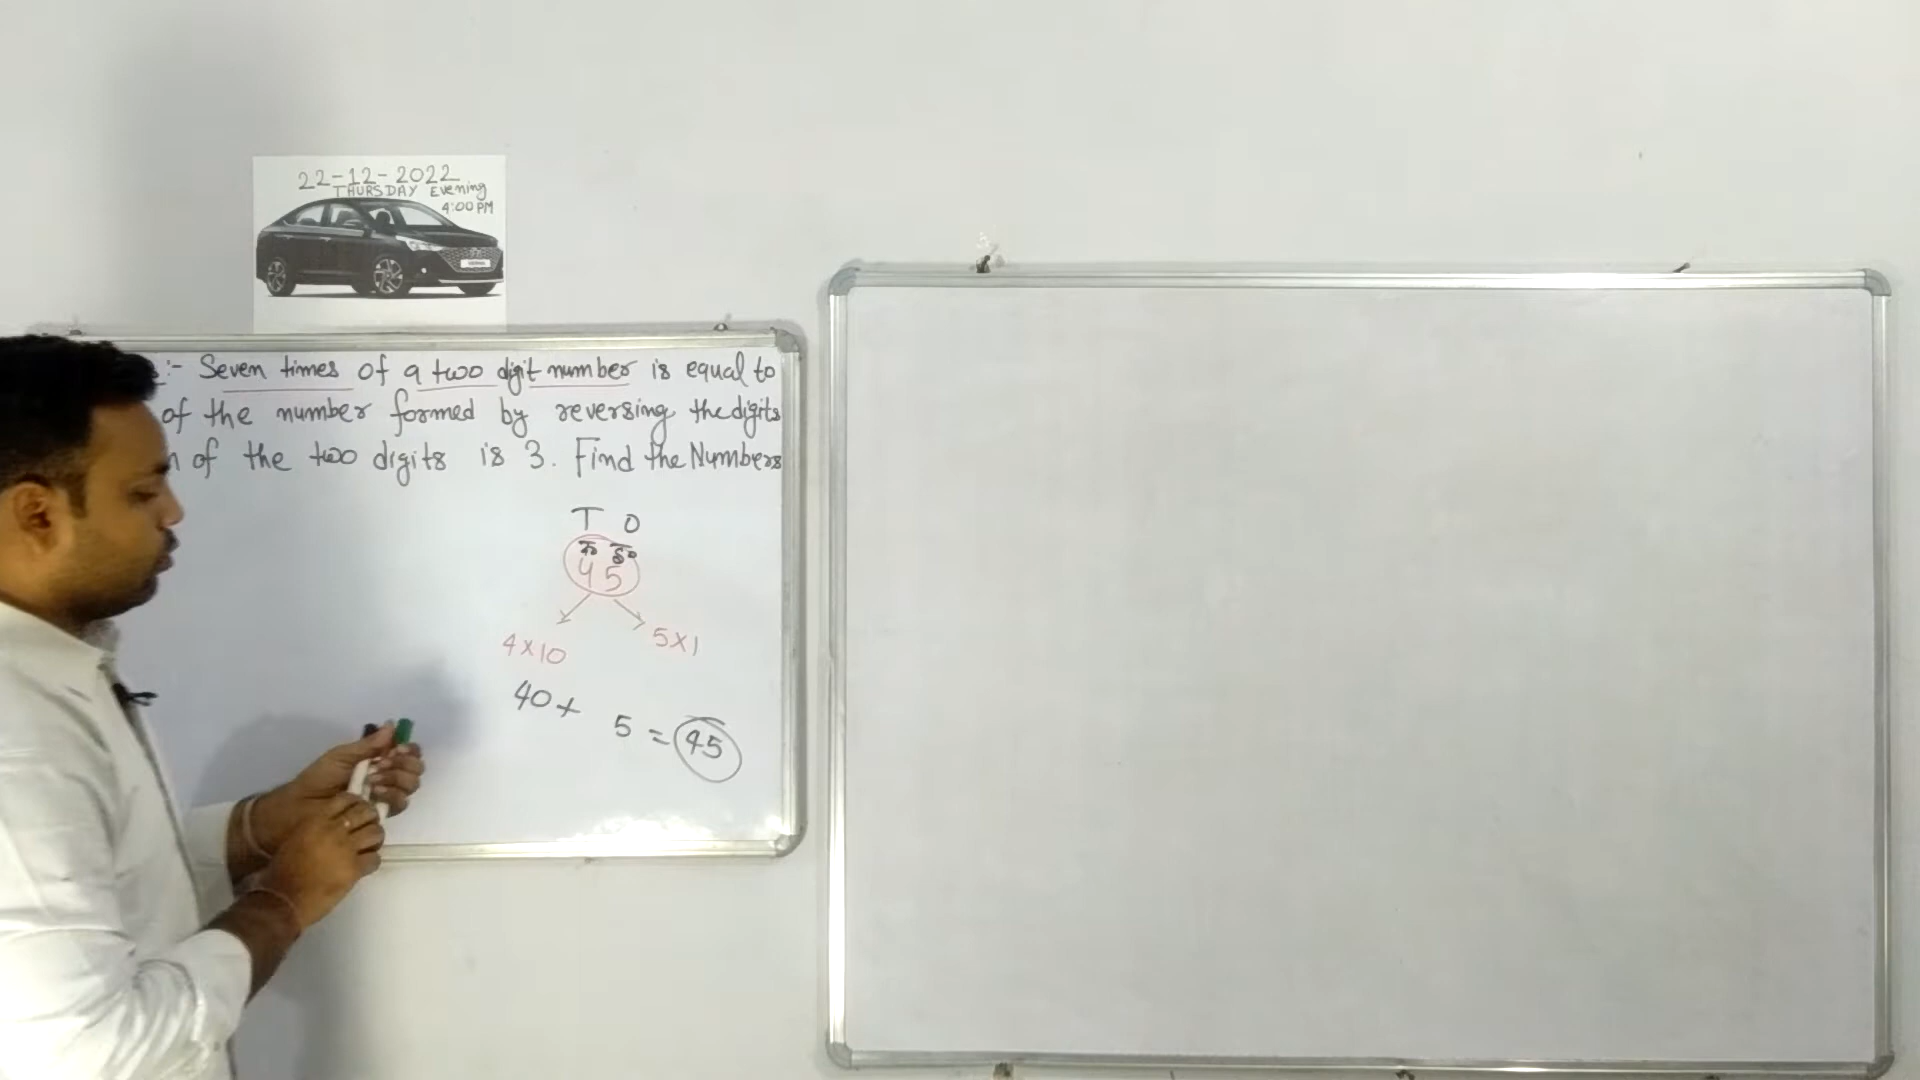 22-12-2022
THURSDAY Evening
4:00 PM
:- Seven times of a two digit number is equal to
of the number formed by reversing the digits
of the two digits is 3. Find the Numbers
T O
45
4×10 5×1
40+ 5 = 45